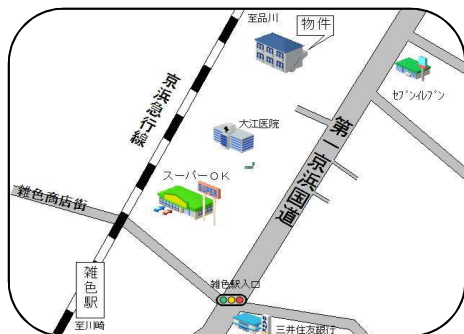 至品川
物件
セブンイレブン
京浜急行線
大江医院
第一京浜国道
スーパーOK
SUPER
雑色商店街
雑色駅入口
雑色駅
至川崎
三井住友銀行